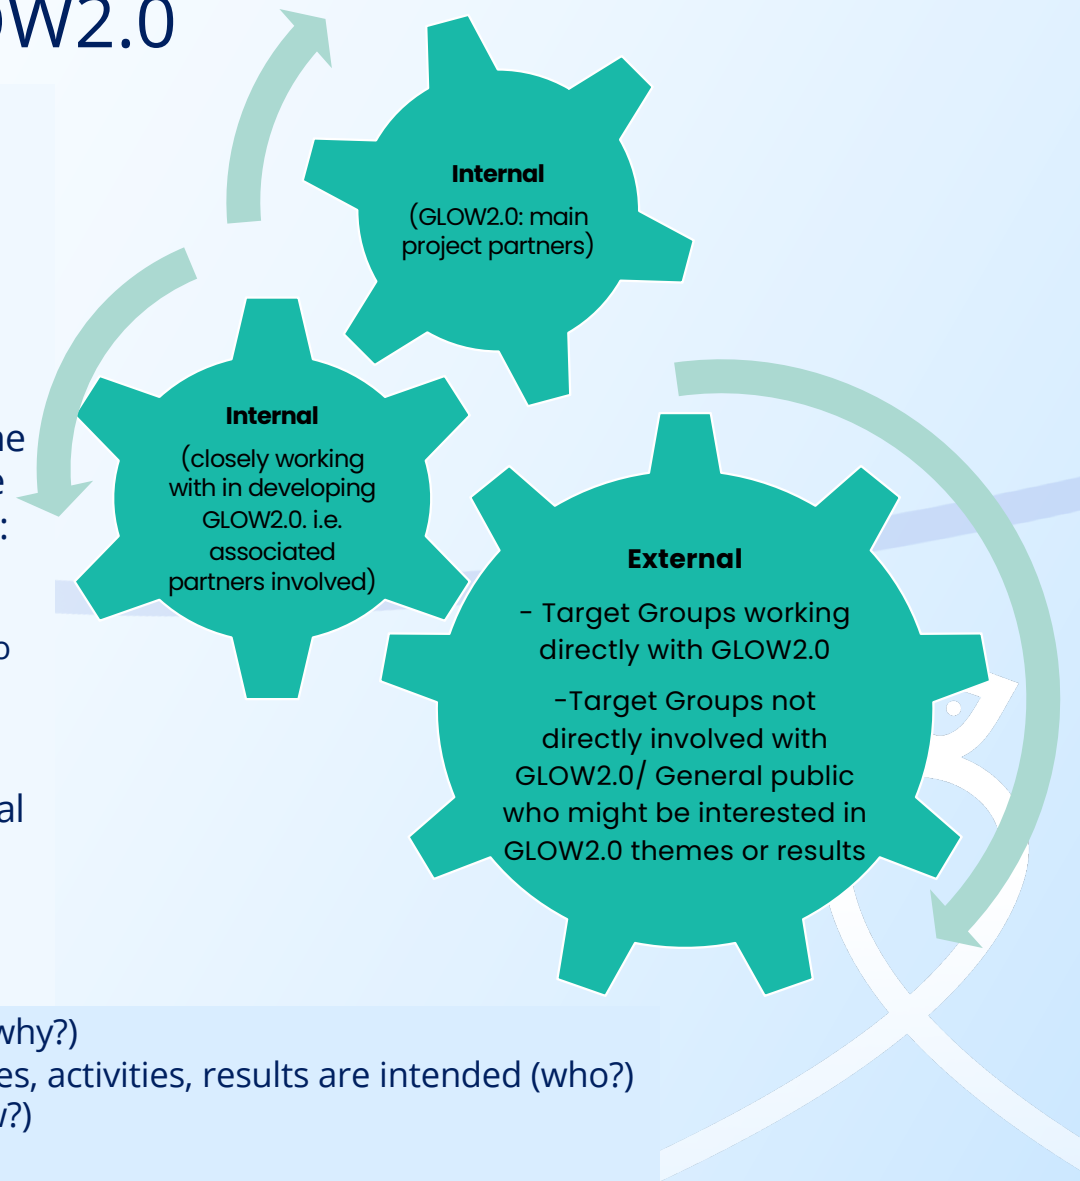 OW2.0
Internal
(GLOW2.0: main
project partners)
Internal
(closely working
with in developing
GLOW2.0. i.e.
associated
partners involved)
External
- Target Groups working
directly with GLOW2.0
-Target Groups not
directly involved with
GLOW2.0/ General public
who might be interested in
GLOW2.0 themes or results
:
why?)
es, activities, results are intended (who?)
w?)